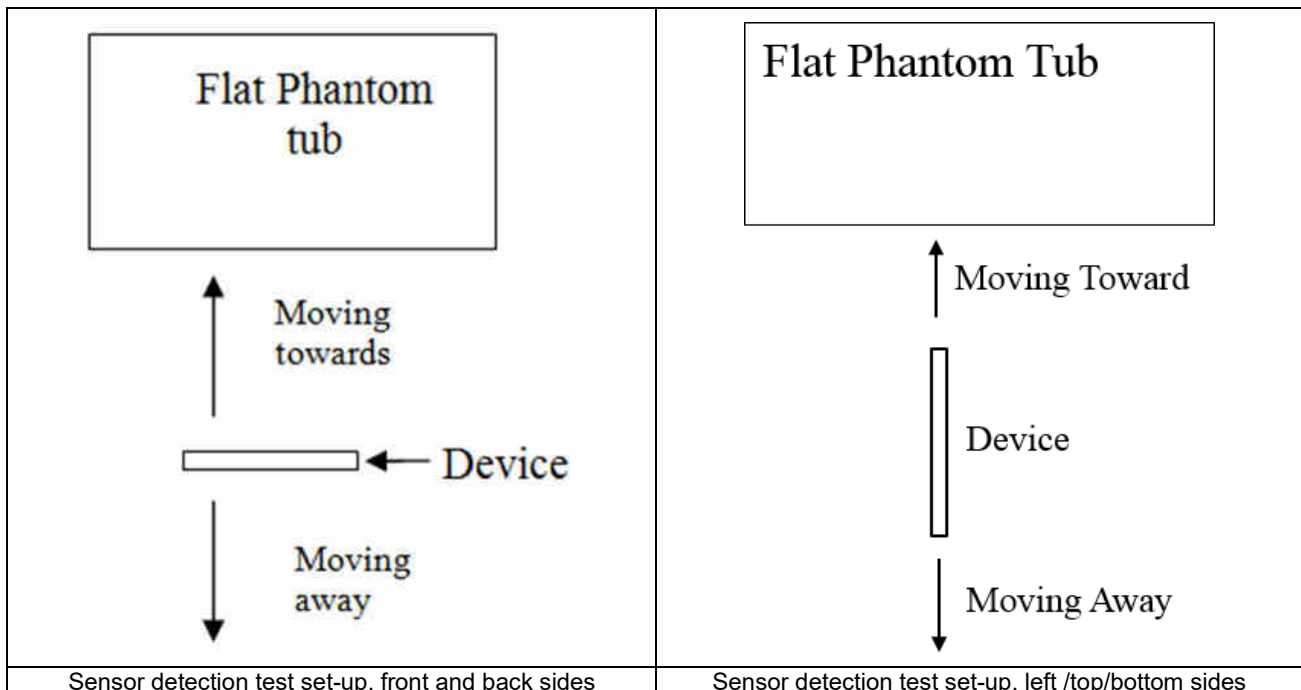 Flat Phantom
tub
Moving
towards
Device
Moving
away
Sensor detection test set-up, front and back sides
Flat Phantom Tub
Moving Toward
Device
Moving Away
Sensor detection test set-up, left /top/bottom sides